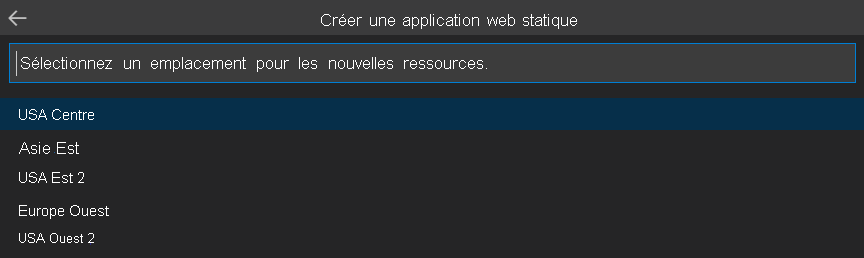 Créer une application web statique
Sélectionnez un emplacement pour les nouvelles ressources.
USA Centre
Asie Est
USA Est 2
Europe Ouest
USA Ouest 2